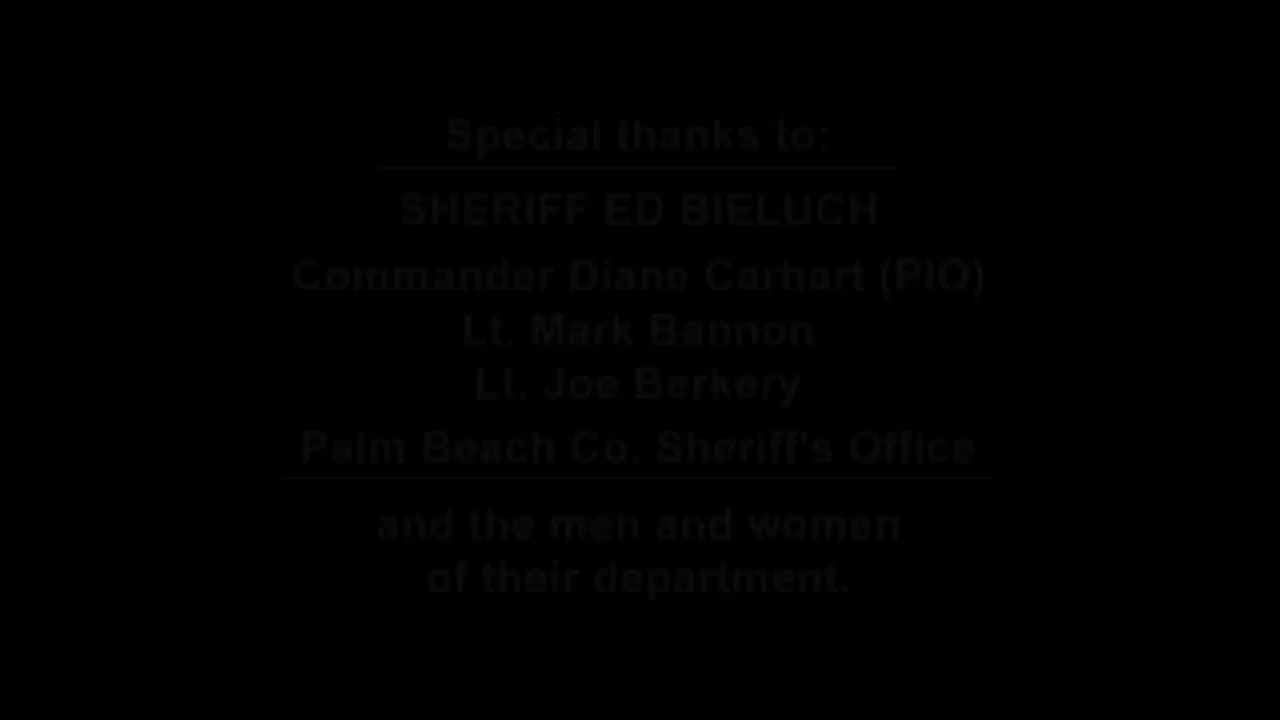 Special thanks to:
SHERIFF ED BIELUCH
Commander Diane Carhart (PIO)
Lt. Mark Bannon
Lt. Joe Berkery
Palm Beach Co. Sheriff's Office
and the men and women
of their department.